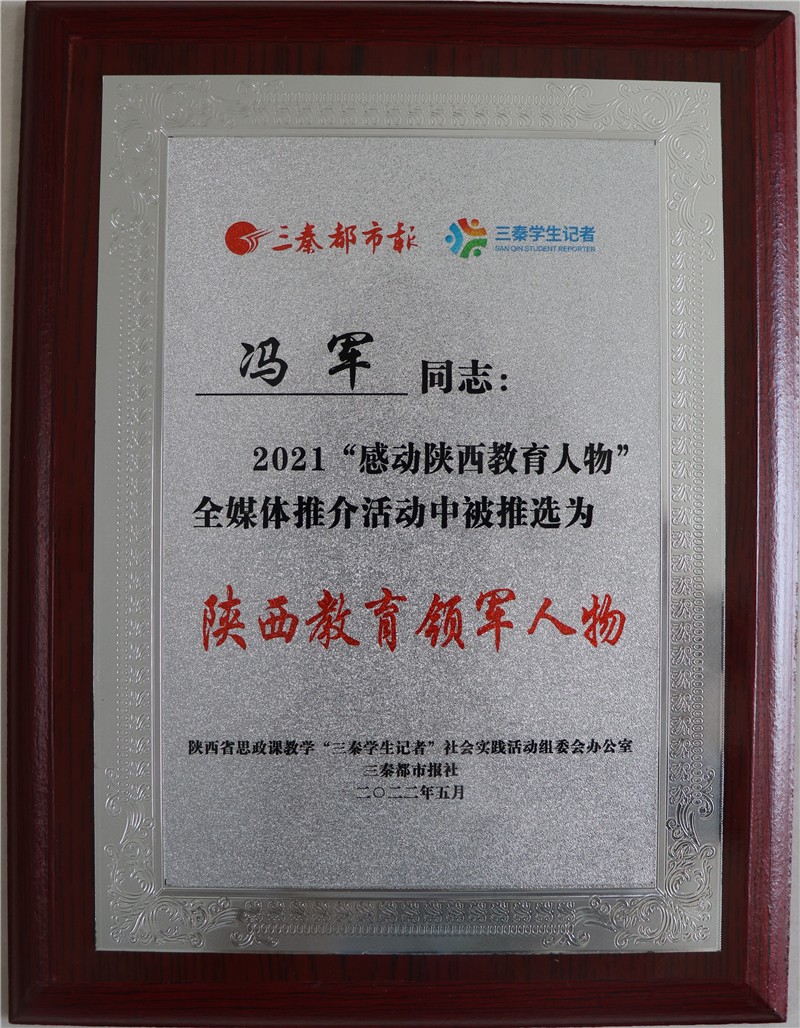 三秦都市报 三秦学生记者
SAN QIN STUDENT REPORTER
冯军 同志：
2021“感动陕西教育人物”
全媒体推介活动中被推选为
陕西教育领军人物
陕西省思政课教学“三秦学生记者”社会实践活动组委会办公室
三秦都市报社
二〇二二年五月